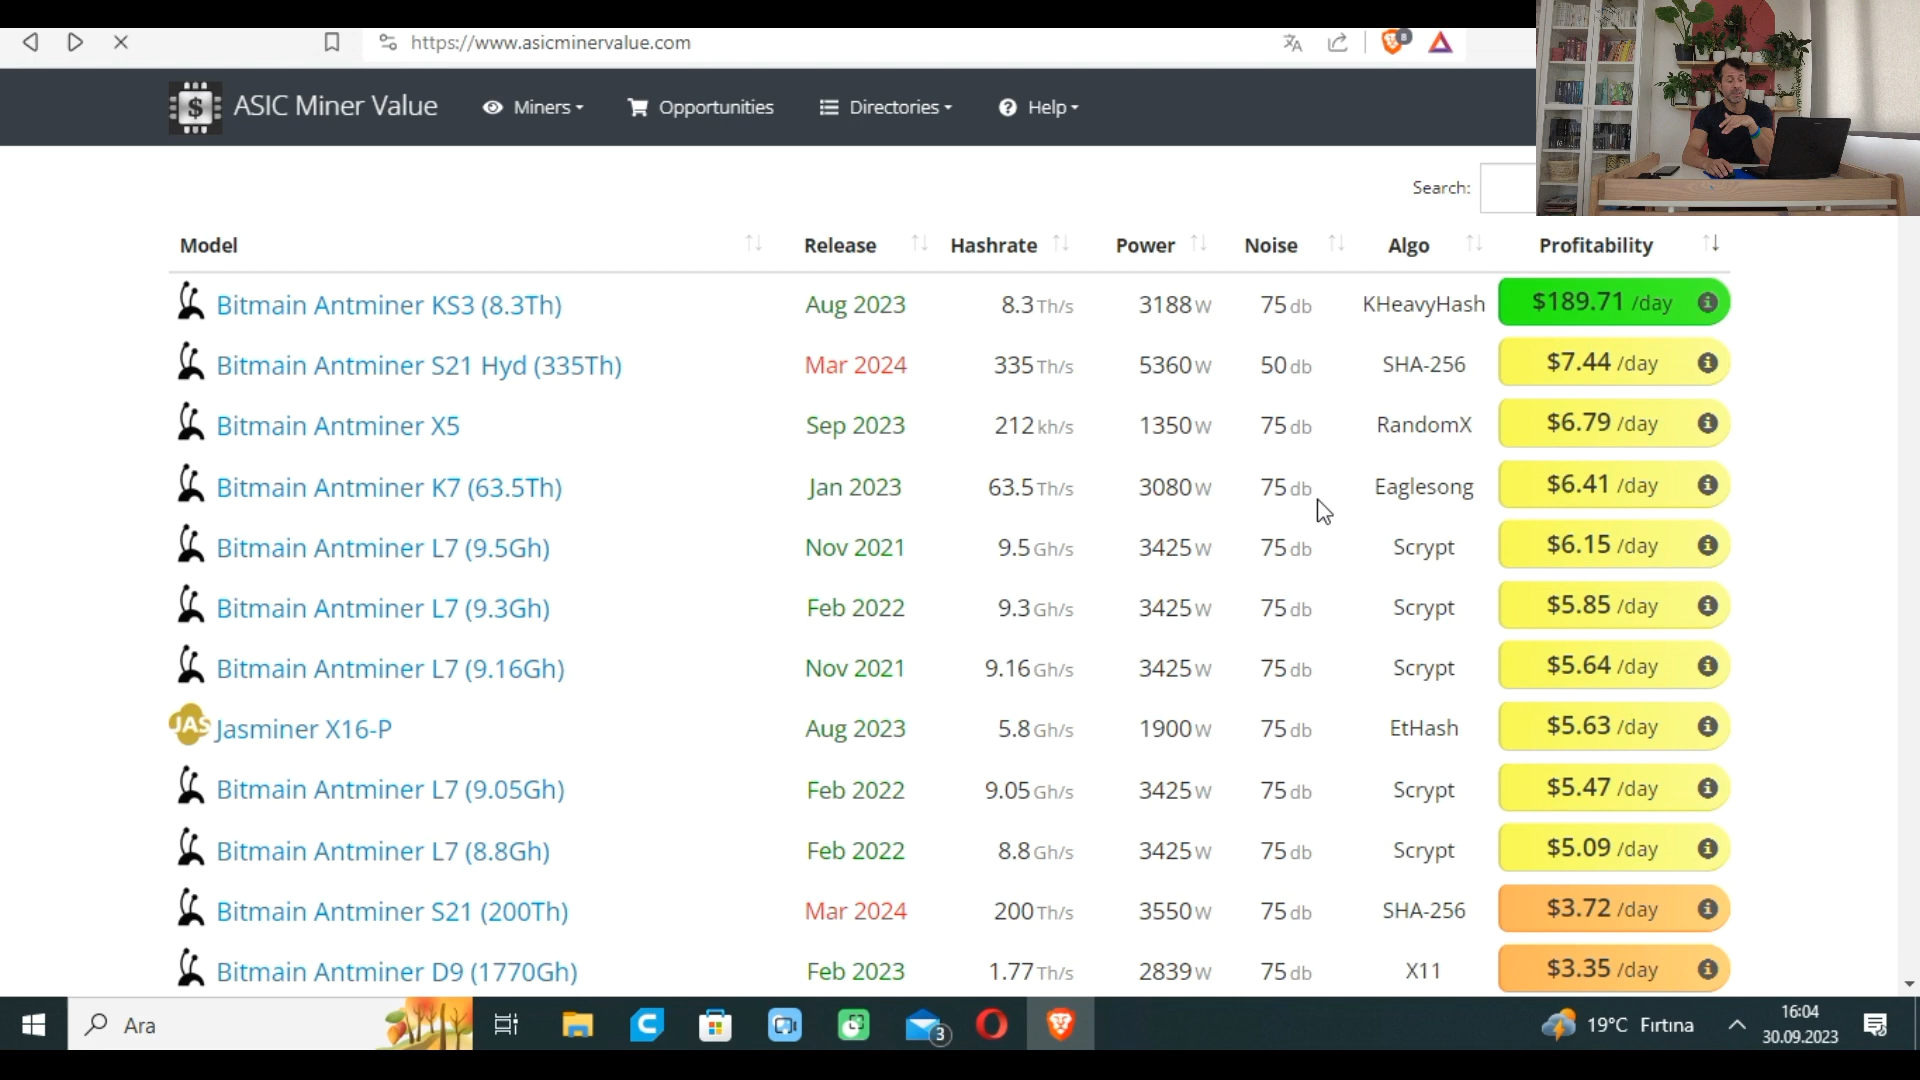 https://www.asicminervalue.com
8
$ ASIC Miner Value Miners Opportunities Directories Help
Search:
Model Release Hashrate Power Noise Algo Profitability
Bitmain Antminer KS3 (8.3Th) Aug 2023 8.3 Th/s 3188 W 75 db KHeavyHash $189.71 /day
Bitmain Antminer S21 Hyd (335Th) Mar 2024 335 Th/s 5360 W 50 db SHA-256 $7.44 /day
Bitmain Antminer X5 Sep 2023 212 kh/s 1350 W 75 db RandomX $6.79 /day
Bitmain Antminer K7 (63.5Th) Jan 2023 63.5 Th/s 3080 W 75 db Eaglesong $6.41 /day
Bitmain Antminer L7 (9.5Gh) Nov 2021 9.5 Gh/s 3425 W 75 db Scrypt $6.15 /day
Bitmain Antminer L7 (9.3Gh) Feb 2022 9.3 Gh/s 3425 W 75 db Scrypt $5.85 /day
Bitmain Antminer L7 (9.16Gh) Nov 2021 9.16 Gh/s 3425 W 75 db Scrypt $5.64 /day
JAS Jasminer X16-P Aug 2023 5.8 Gh/s 1900 W 75 db EtHash $5.63 /day
Bitmain Antminer L7 (9.05Gh) Feb 2022 9.05 Gh/s 3425 W 75 db Scrypt $5.47 /day
Bitmain Antminer L7 (8.8Gh) Feb 2022 8.8 Gh/s 3425 W 75 db Scrypt $5.09 /day
Bitmain Antminer S21 (200Th) Mar 2024 200 Th/s 3550 W 75 db SHA-256 $3.72 /day
Bitmain Antminer D9 (1770Gh) Feb 2023 1.77 Th/s 2839 W 75 db X11 $3.35 /day
Ara 3 19°C Fırtına 16:04
30.09.2023